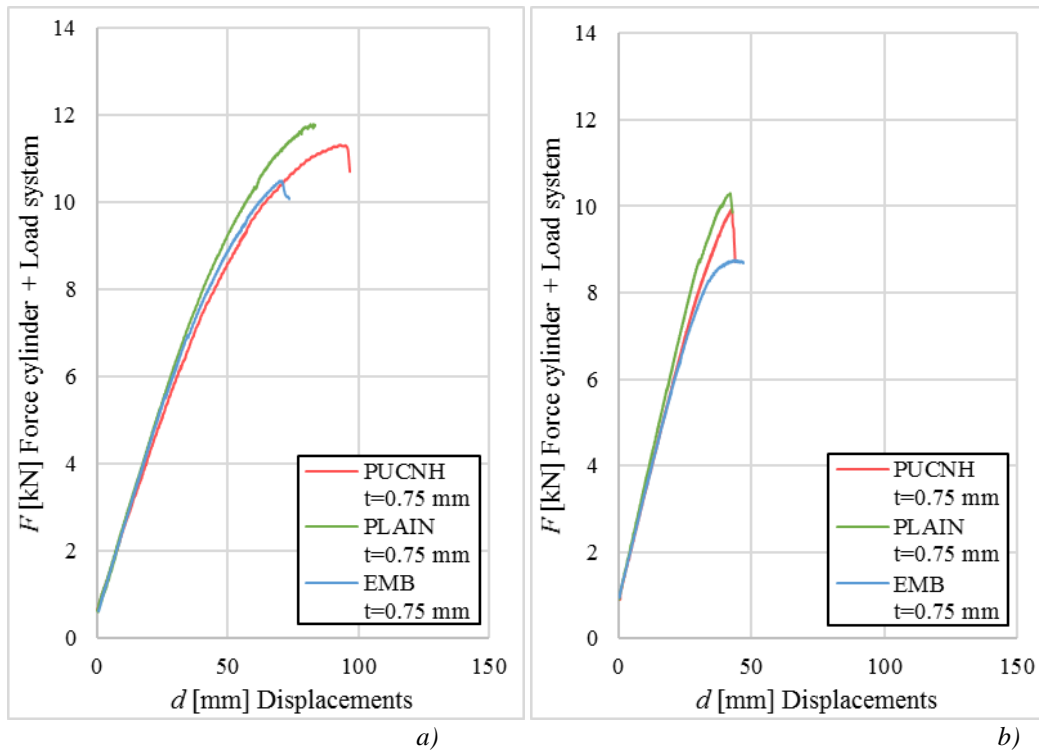 14
12
10
8
6
4
2
0
F [kN] Force cylinder + Load system
PUCNH
t=0.75 mm
PLAIN
t=0.75 mm
EMB
t=0.75 mm
0
50
100
150
d [mm] Displacements
a)
14
12
10
8
6
4
2
0
F [kN] Force cylinder + Load system
PUCNH
t=0.75 mm
PLAIN
t=0.75 mm
EMB
t=0.75 mm
0
50
100
150
d [mm] Displacements
b)